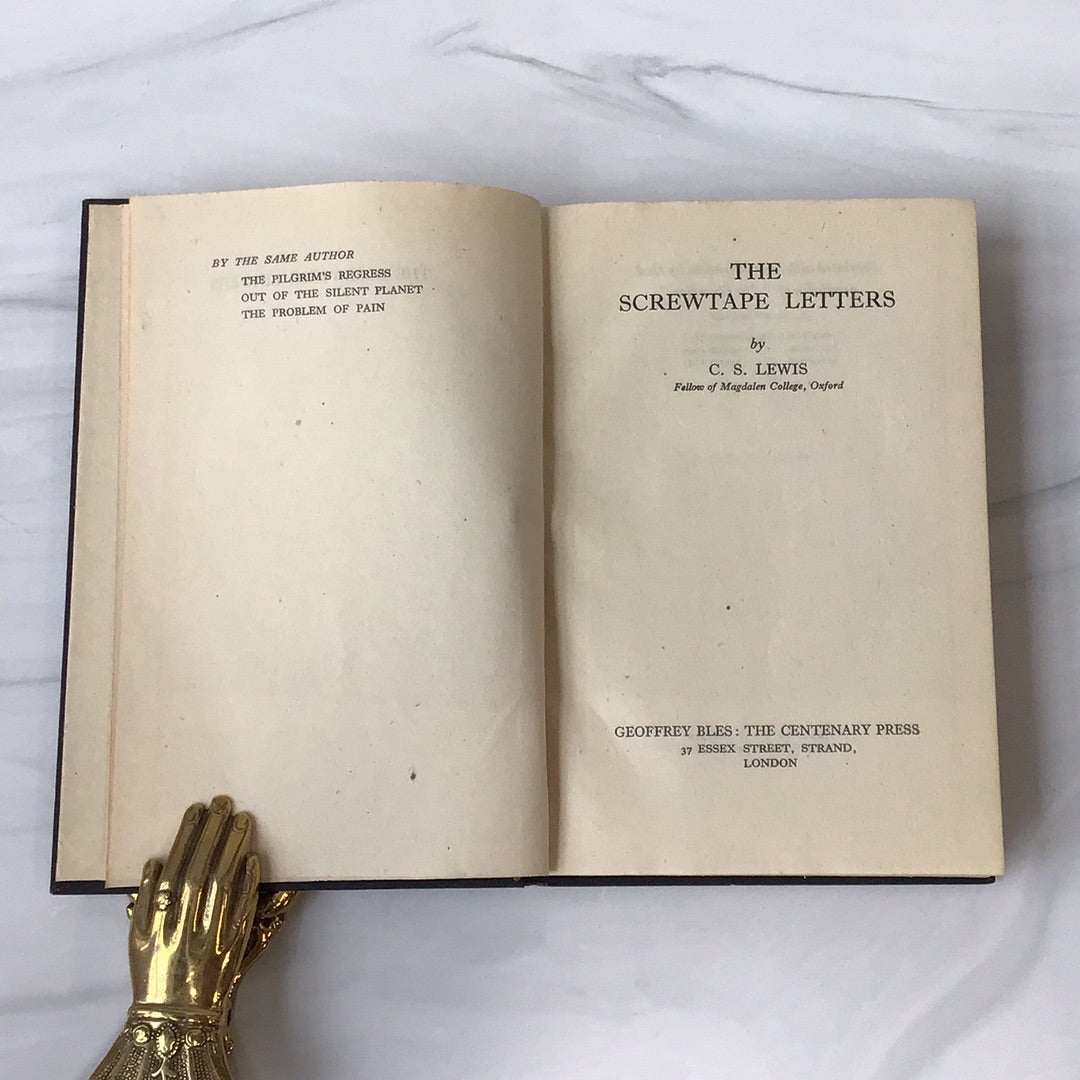 BY THE SAME AUTHOR
THE PILGRIM'S REGRESS
OUT OF THE SILENT PLANET
THE PROBLEM OF PAIN
THE
SCREWTAPE LETTERS
by
C. S. LEWIS
Fellow of Magdalen College, Oxford
GEOFFREY BLES: THE CENTENARY PRESS
37 ESSEX STREET, STRAND,
LONDON